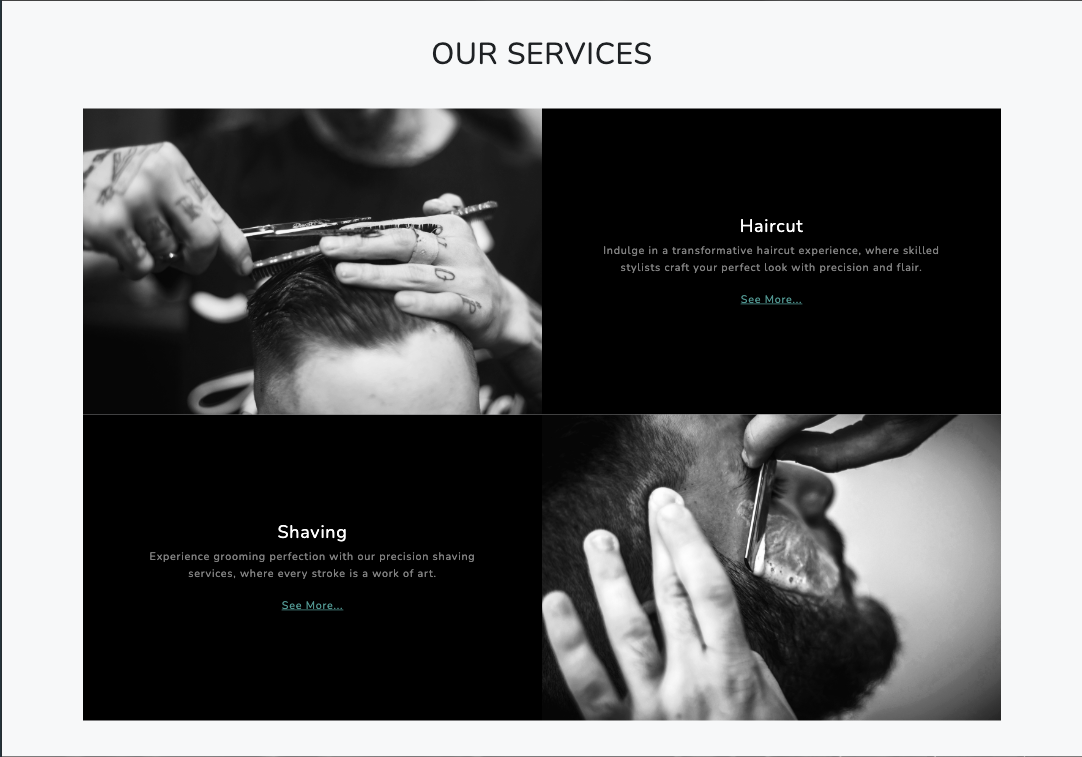 OUR SERVICES
Haircut
Indulge in a transformative haircut experience, where skilled
stylists craft your perfect look with precision and flair.
See More...
Shaving
Experience grooming perfection with our precision shaving
services, where every stroke is a work of art.
See More...